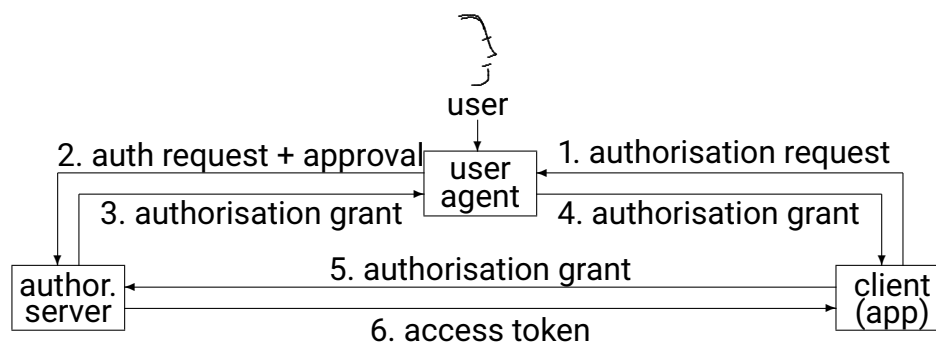 user
2. auth request + approval
user
agent
1. authorisation request
3. authorisation grant
4. authorisation grant
author.
server
5. authorisation grant
client
(app)
6. access token